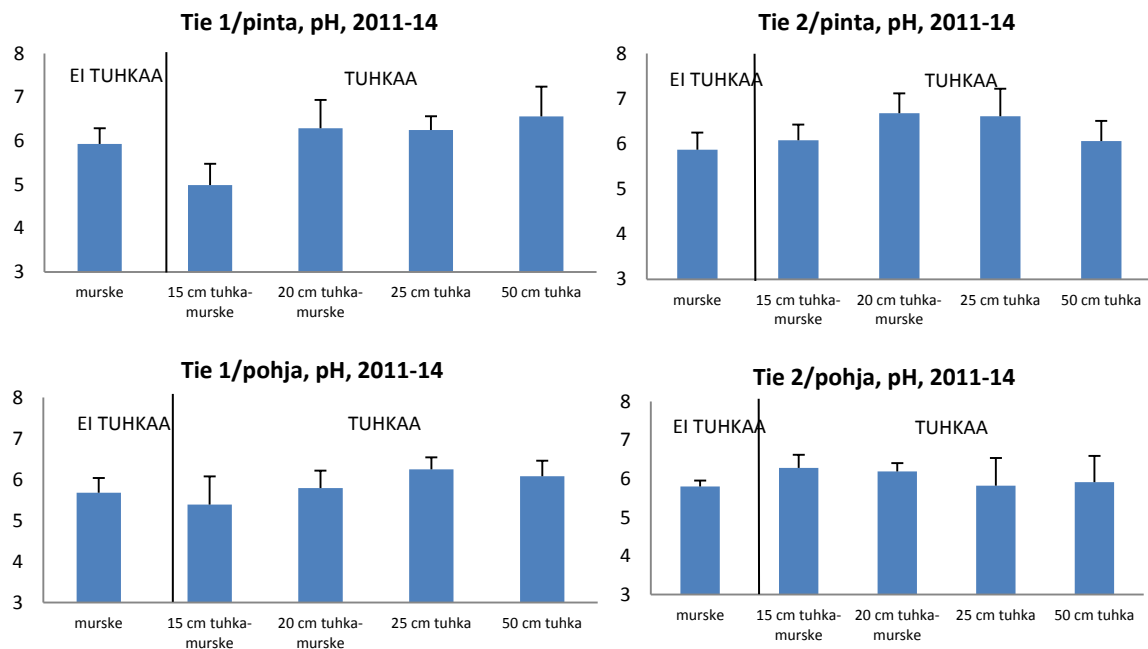 Tie 1/pinta, pH, 2011-14
8
7
6
5
4
3
EI TUHKAA
TUHKAA
murske
15 cm tuhka-
murske
20 cm tuhka-
murske
25 cm tuhka
50 cm tuhka
Tie 2/pinta, pH, 2011-14
8
7
6
5
4
3
EI TUHKAA
TUHKAA
murske
15 cm tuhka-
murske
20 cm tuhka-
murske
25 cm tuhka
50 cm tuhka
Tie 1/pohja, pH, 2011-14
8
7
6
5
4
3
EI TUHKAA
TUHKAA
murske
15 cm tuhka-
murske
20 cm tuhka-
murske
25 cm tuhka
50 cm tuhka
Tie 2/pohja, pH, 2011-14
8
7
6
5
4
3
EI TUHKAA
TUHKAA
murske
15 cm tuhka-
murske
20 cm tuhka-
murske
25 cm tuhka
50 cm tuhka